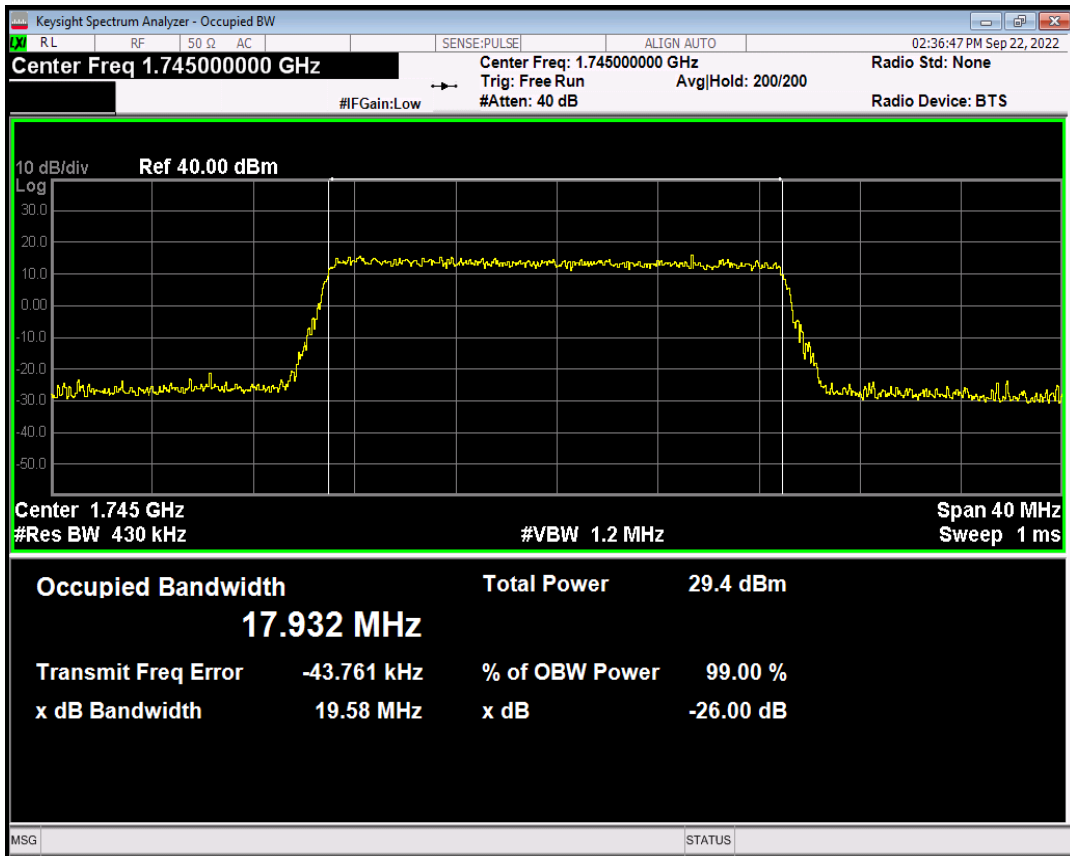 Keysight Spectrum Analyzer - Occupied BW
LXI RL RF 50 Ω AC SENSE:PULSE ALIGN AUTO 02:36:47 PM Sep 22, 2022
Center Freq 1.745000000 GHz Center Freq: 1.745000000 GHz Radio Std: None
Trig: Free Run Avg|Hold: 200/200
#IFGain:Low #Atten: 40 dB Radio Device: BTS
10 dB/div Ref 40.00 dBm
Log
30.0
20.0
10.0
0.00
-10.0
-20.0
-30.0
-40.0
-50.0
Center 1.745 GHz Span 40 MHz
#Res BW 430 kHz #VBW 1.2 MHz Sweep 1 ms
Occupied Bandwidth Total Power 29.4 dBm
17.932 MHz
Transmit Freq Error -43.761 kHz % of OBW Power 99.00 %
x dB Bandwidth 19.58 MHz x dB -26.00 dB
MSG STATUS